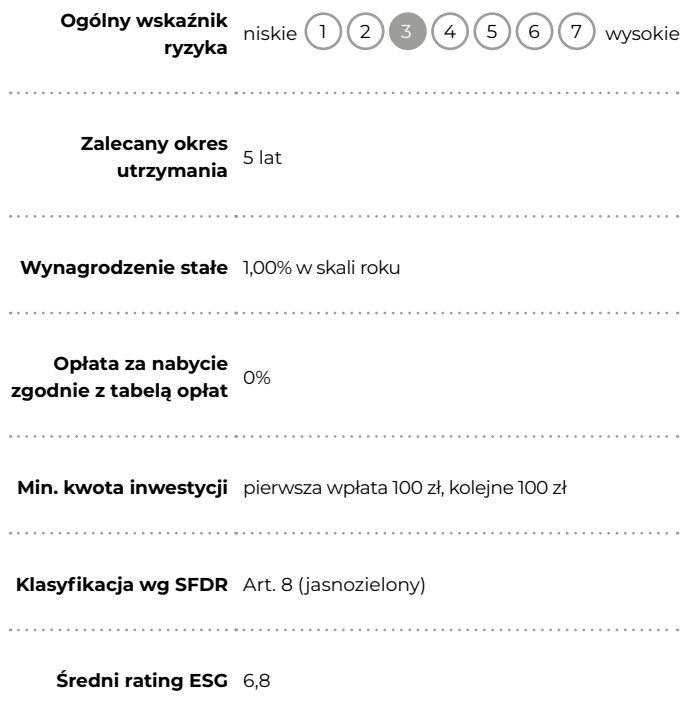 Ogólny wskaźnik
ryzyka
niskie 1 2 3 4 5 6 7 wysokie
Zalecany okres
utrzymania
5 lat
Wynagrodzenie stałe 1,00% w skali roku
Opłata za nabycie
zgodnie z tabelą opłat
0%
Min. kwota inwestycji pierwsza wpłata 100 zł, kolejne 100 zł
Klasyfikacja wg SFDR Art. 8 (jasnozielony)
Średni rating ESG 6,8